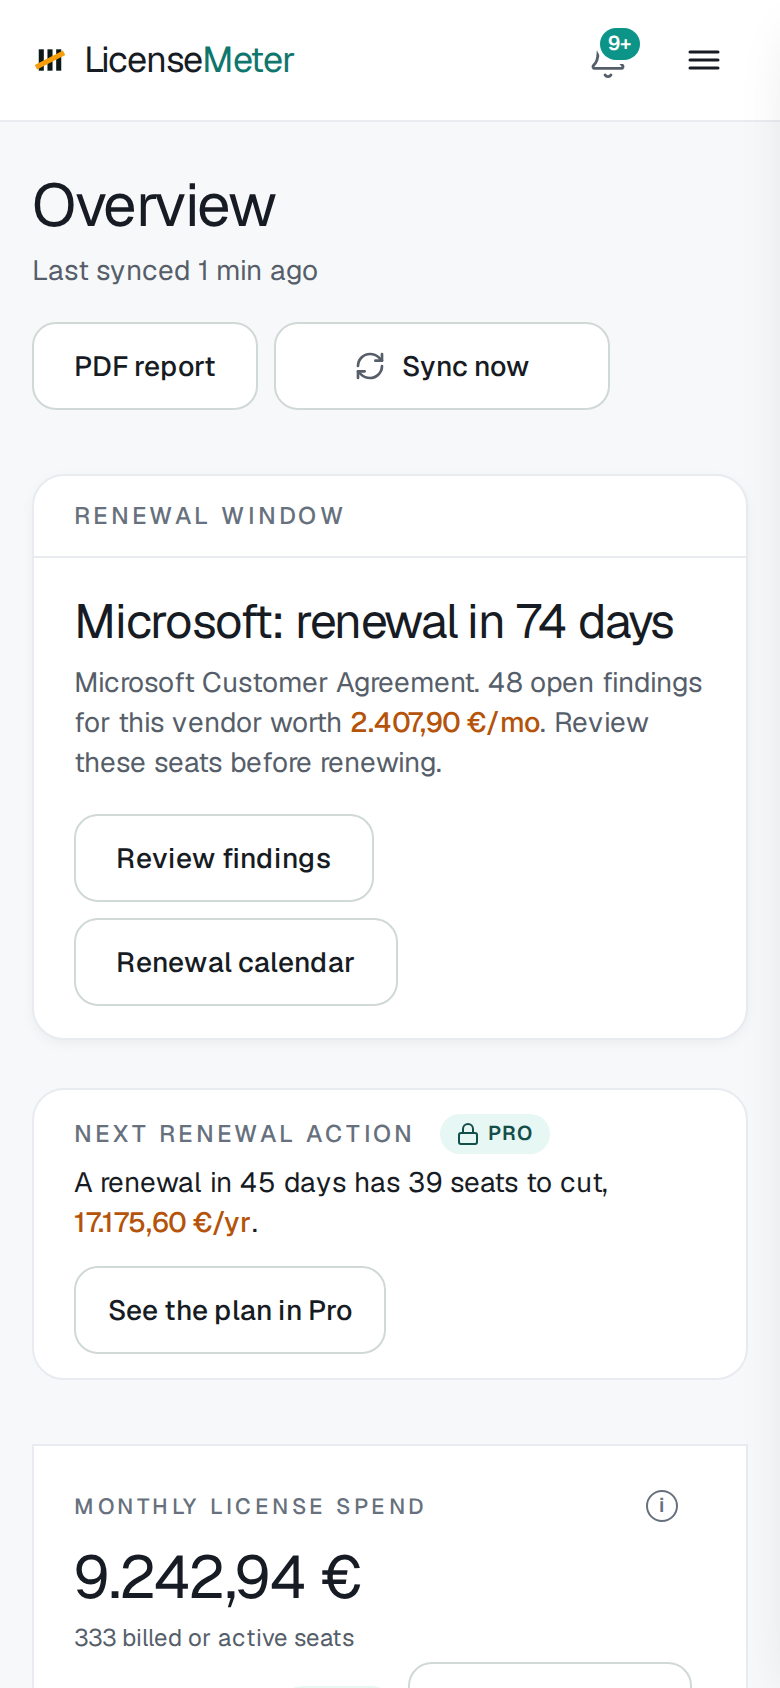 LicenseMeter
9+
Overview
Last synced 1 min ago
PDF report
Sync now
RENEWAL WINDOW
Microsoft: renewal in 74 days
Microsoft Customer Agreement. 48 open findings
for this vendor worth 2.407,90 €/mo. Review
these seats before renewing.
Review findings
Renewal calendar
NEXT RENEWAL ACTION
PRO
A renewal in 45 days has 39 seats to cut,
17.175,60 €/yr.
See the plan in Pro
MONTHLY LICENSE SPEND
i
9.242,94 €
333 billed or active seats